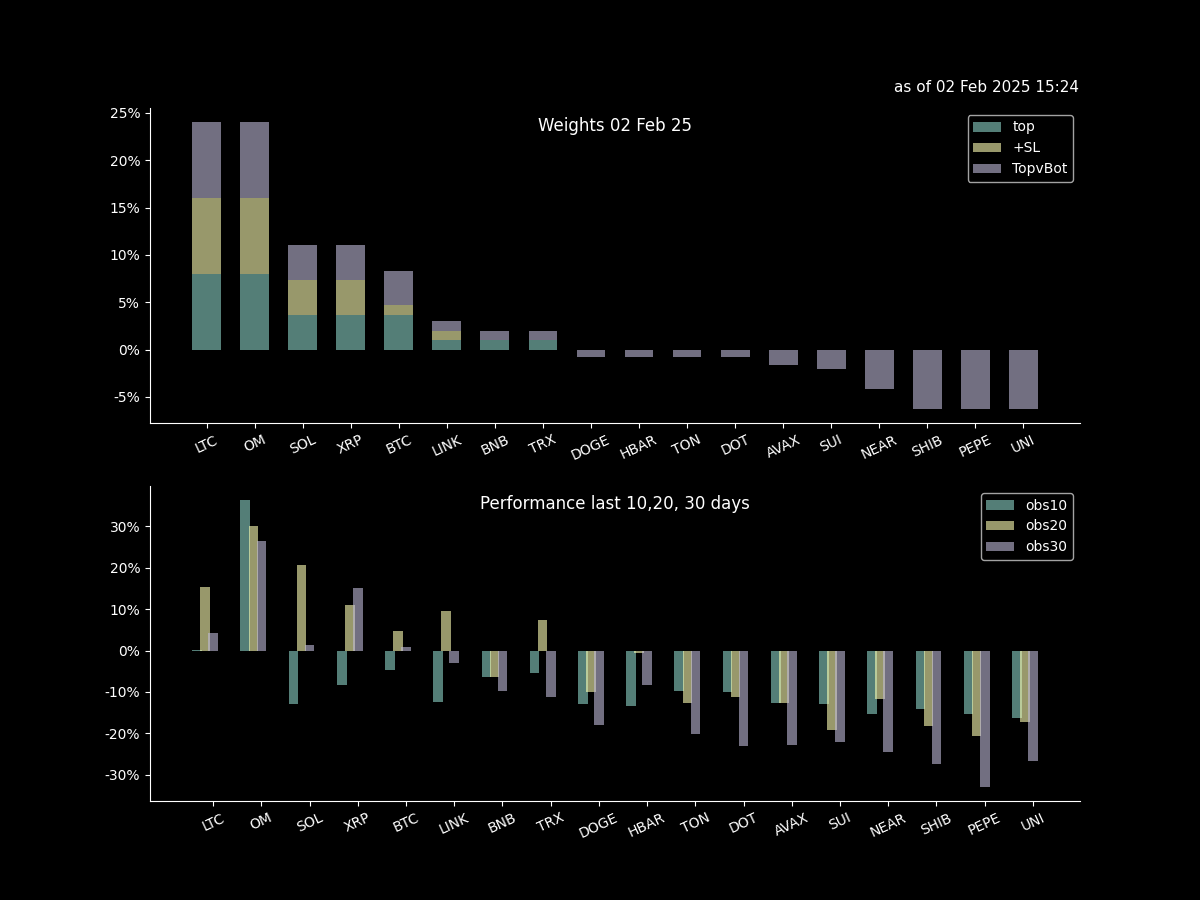 as of 02 Feb 2025 15:24
Weights 02 Feb 25
top
+SL
TopvBot
25%
20%
15%
10%
5%
0%
-5%
LTC OM SOL XRP BTC LINK BNB TRX DOGE HBAR TON DOT AVAX SUI NEAR SHIB PEPE UNI
Performance last 10,20, 30 days
obs10
obs20
obs30
30%
20%
10%
0%
-10%
-20%
-30%
LTC OM SOL XRP BTC LINK BNB TRX DOGE HBAR TON DOT AVAX SUI NEAR SHIB PEPE UNI